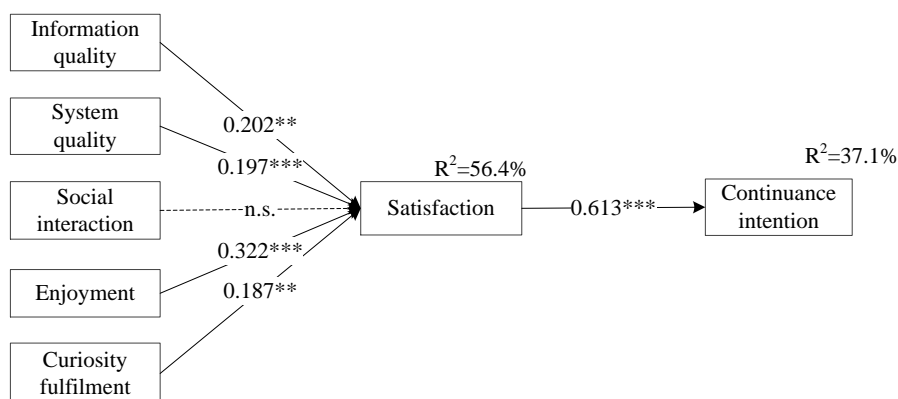 Information
quality
System
quality
Social
interaction
Enjoyment
Curiosity
fulfilment
0.202**
0.197***
n.s.
0.322***
0.187**
R²=56.4%
Satisfaction
0.613***
R²=37.1%
Continuance
intention